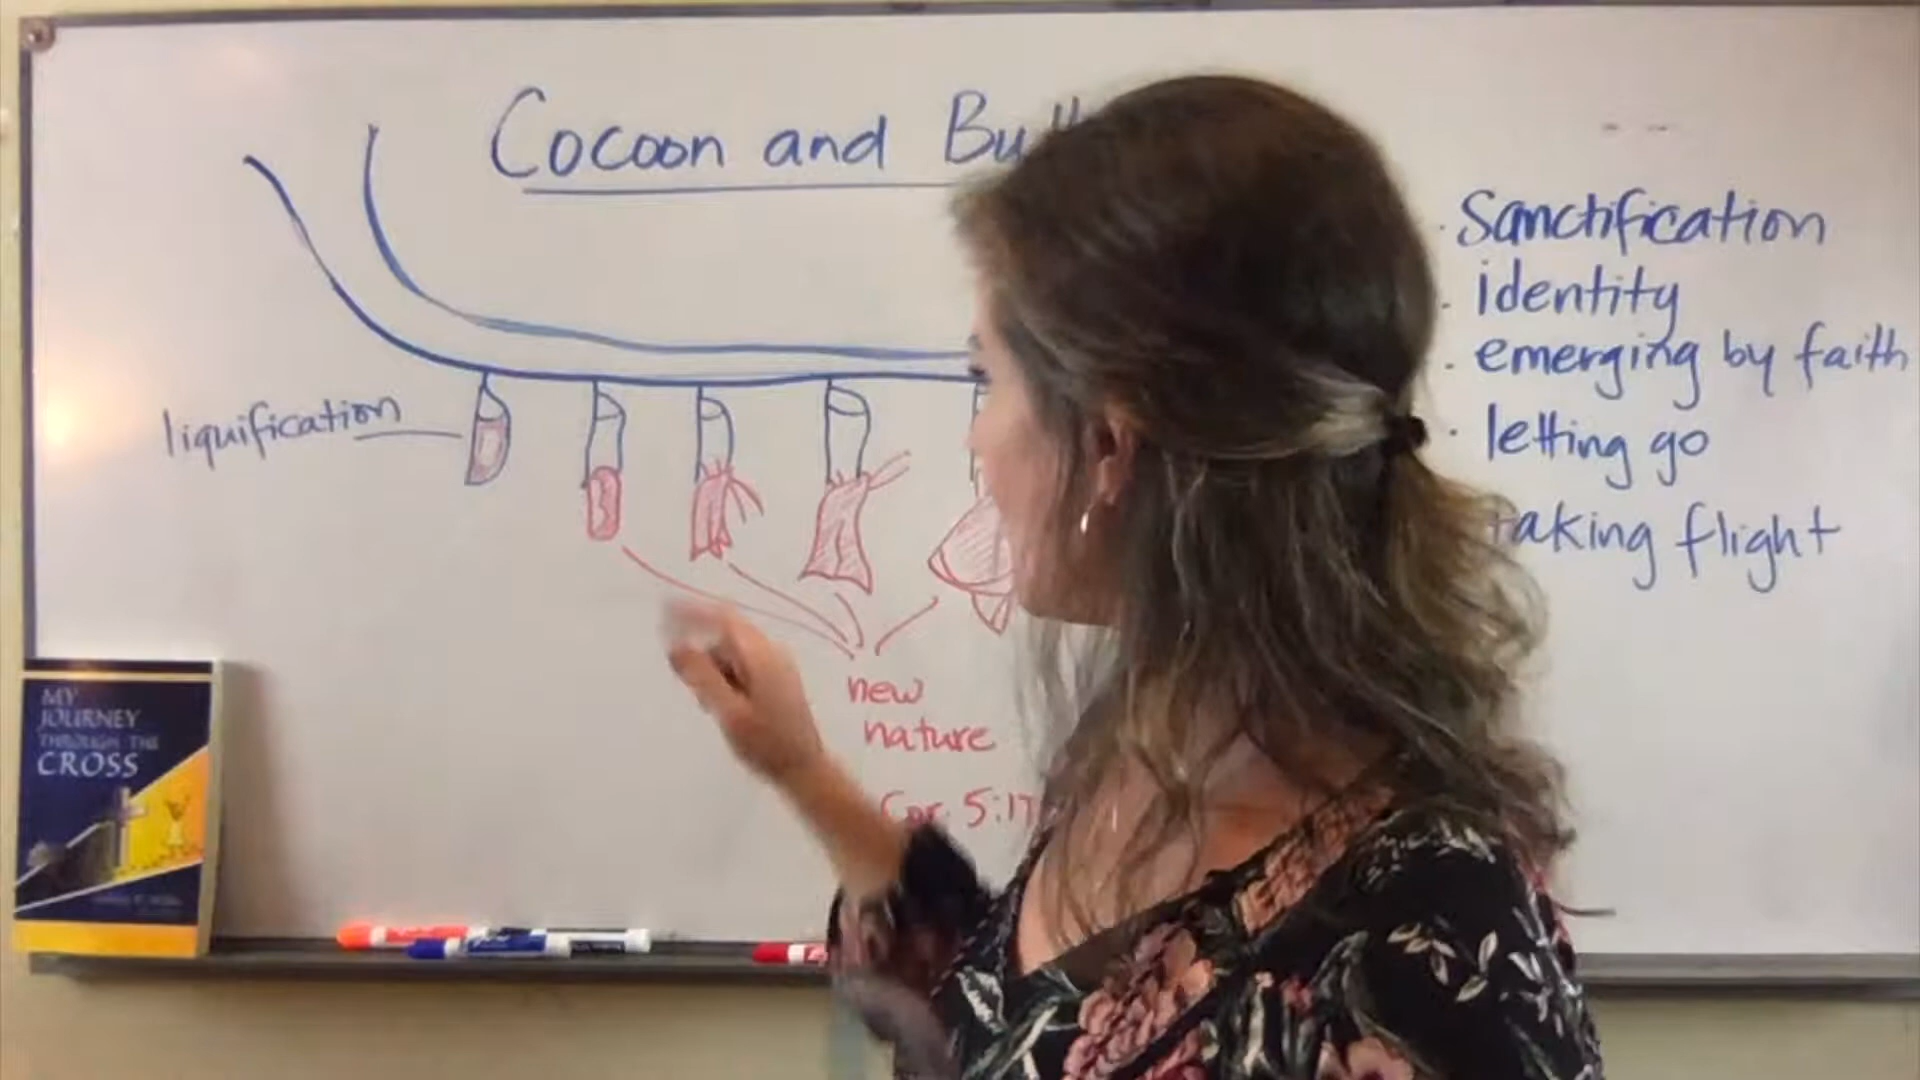 Cocoon and Bu
Sanctification
identity
emerging by faith
letting go
taking flight
liquification
new
nature
Cor. 5:17
MY
JOURNEY
THROUGH THE
CROSS